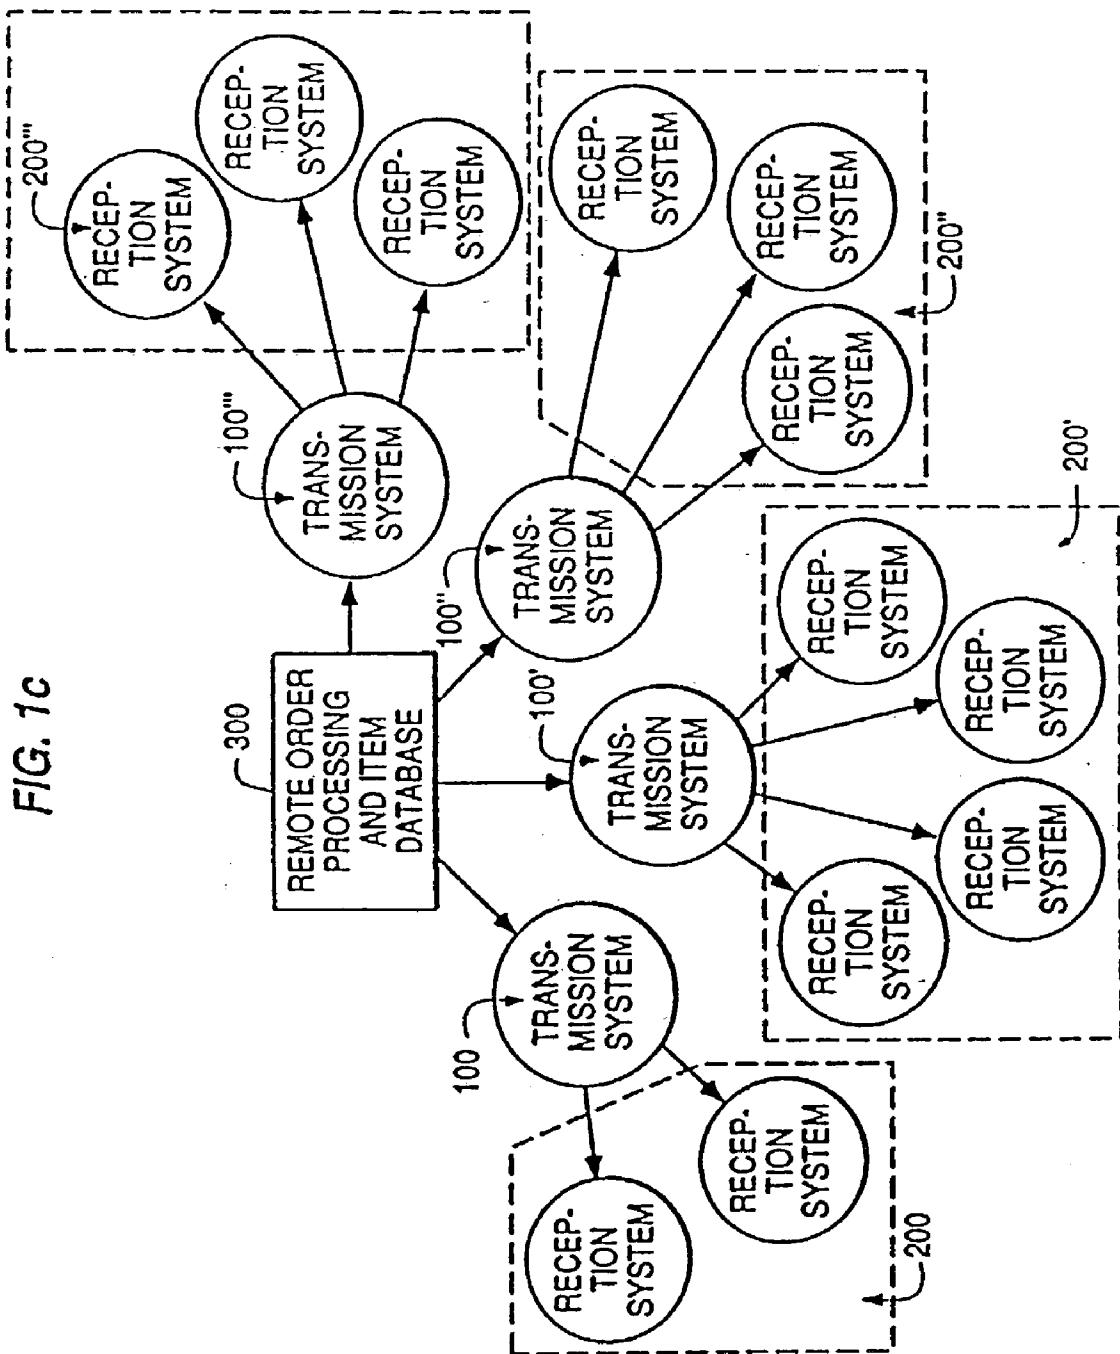 FIG. 1c
300
REMOTE ORDER
PROCESSING
AND ITEM
DATABASE
100
TRANS-
MISSION
SYSTEM
100'
TRANS-
MISSION
SYSTEM
100"
TRANS-
MISSION
SYSTEM
100'''
TRANS-
MISSION
SYSTEM
RECEP-
TION
SYSTEM
RECEP-
TION
SYSTEM
200
RECEP-
TION
SYSTEM
RECEP-
TION
SYSTEM
RECEP-
TION
SYSTEM
RECEP-
TION
SYSTEM
200'
RECEP-
TION
SYSTEM
RECEP-
TION
SYSTEM
RECEP-
TION
SYSTEM
200"
200'''
RECEP-
TION
SYSTEM
RECEP-
TION
SYSTEM
RECEP-
TION
SYSTEM